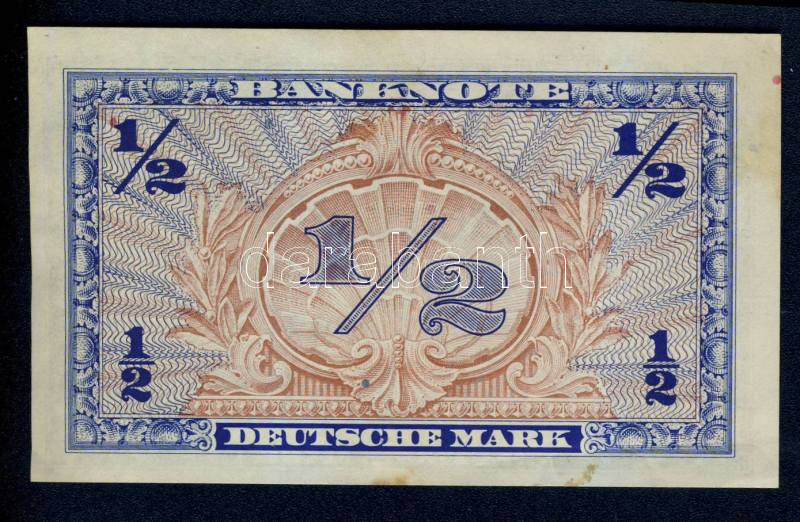 BANKNOTE
1/2 1/2
darabanth
1/2
1/2 1/2
DEUTSCHE MARK